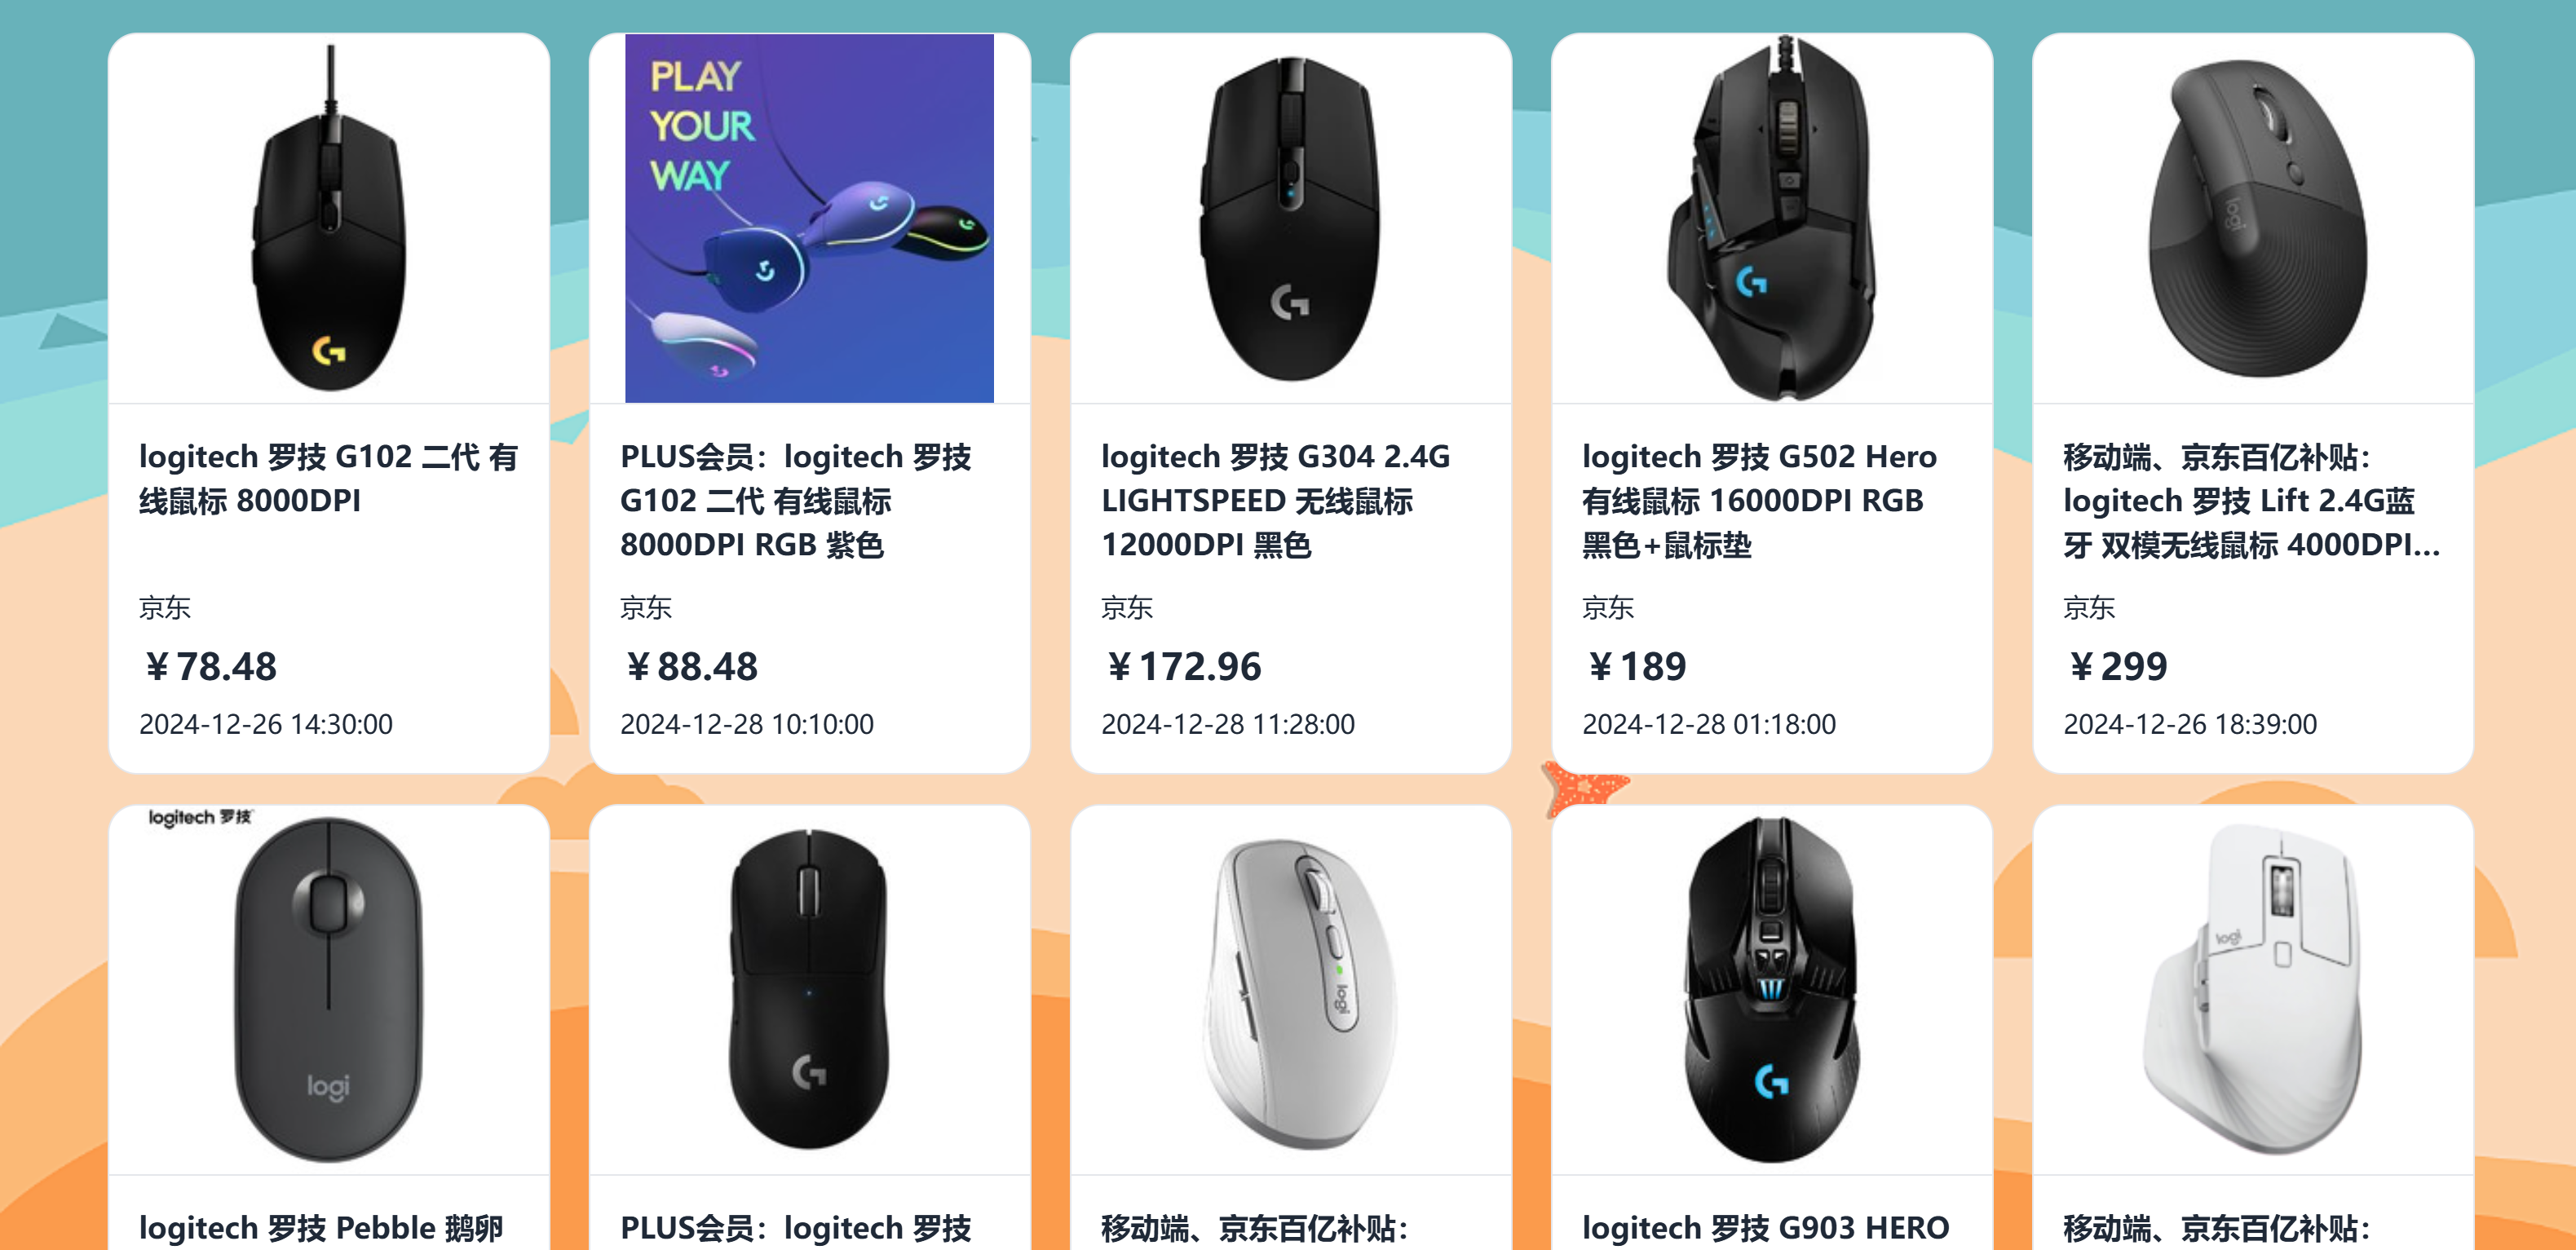 PLAY
YOUR
WAY
logitech 罗技 G102 二代 有
线鼠标 8000DPI
京东
￥78.48
2024-12-26 14:30:00
PLUS会员：logitech 罗技
G102 二代 有线鼠标
8000DPI RGB 紫色
京东
￥88.48
2024-12-28 10:10:00
logitech 罗技 G304 2.4G
LIGHTSPEED 无线鼠标
12000DPI 黑色
京东
￥172.96
2024-12-28 11:28:00
logitech 罗技 G502 Hero
有线鼠标 16000DPI RGB
黑色+鼠标垫
京东
￥189
2024-12-28 01:18:00
logi
移动端、京东百亿补贴：
logitech 罗技 Lift 2.4G蓝
牙 双模无线鼠标 4000DPI...
京东
￥299
2024-12-26 18:39:00
logitech 罗技
logi
logitech 罗技 Pebble 鹅卵
PLUS会员：logitech 罗技
logi
移动端、京东百亿补贴：
logitech 罗技 G903 HERO
logi
移动端、京东百亿补贴：